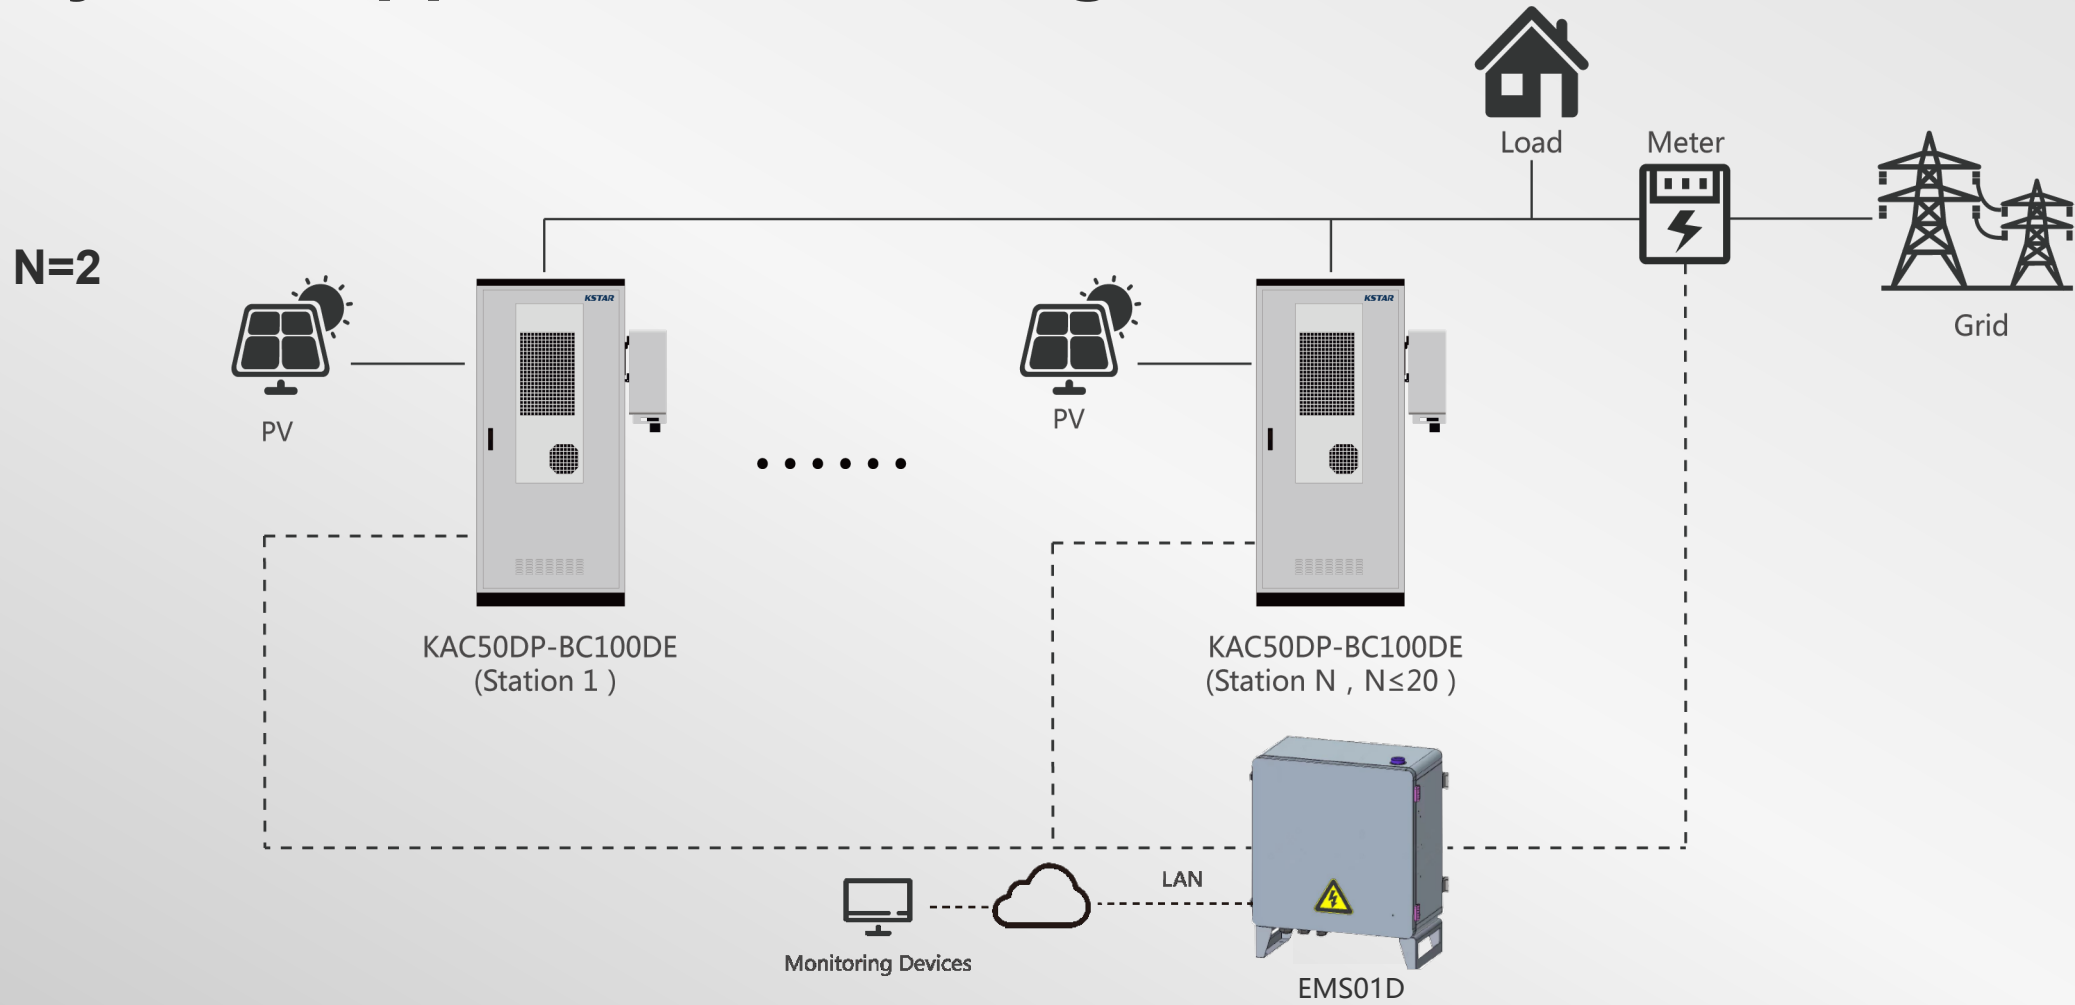 Load
Meter
N=2
KSTAR
KSTAR
Grid
PV
PV
KAC50DP-BC100DE
(Station 1 )
KAC50DP-BC100DE
(Station N , N≤20 )
LAN
Monitoring Devices
EMS01D